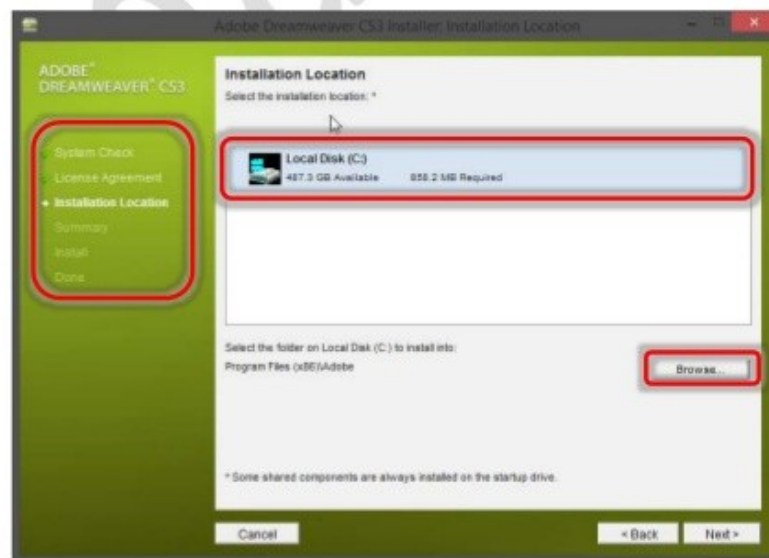 Adobe Dreamweaver CS3 Installer: Installation Location
ADOBE®
DREAMWEAVER® CS3
System Check
License Agreement
Installation Location
Summary
Install
Done
Installation Location
Select the installation location: *
Local Disk (C:)
487.3 GB Available 858.2 MB Required
Select the folder on Local Disk (C:) to install into:
Program Files (x86)\Adobe
Browse...
* Some shared components are always installed on the startup drive.
Cancel
< Back
Next >